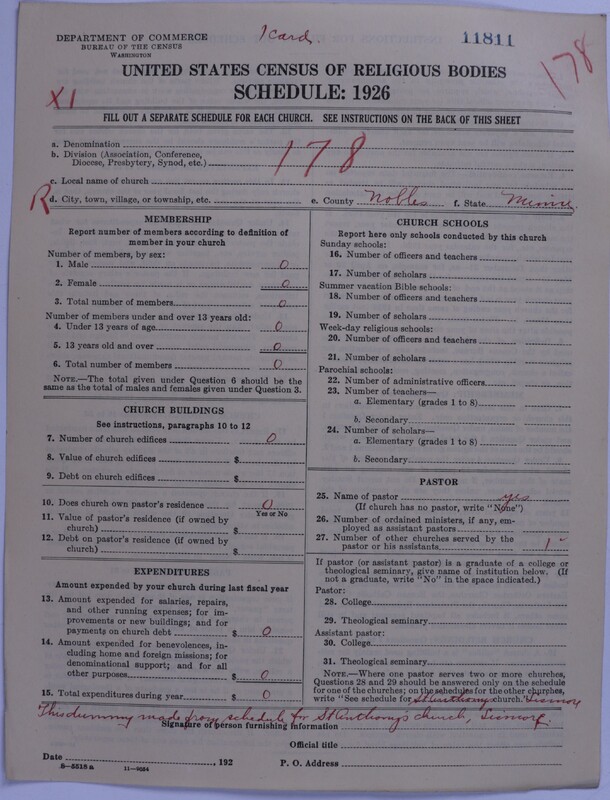 DEPARTMENT OF COMMERCE
BUREAU OF THE CENSUS
WASHINGTON
1 card.
11811
178
UNITED STATES CENSUS OF RELIGIOUS BODIES
SCHEDULE: 1926
X1
FILL OUT A SEPARATE SCHEDULE FOR EACH CHURCH. SEE INSTRUCTIONS ON THE BACK OF THIS SHEET
a. Denomination
b. Division (Association, Conference,
Diocese, Presbytery, Synod, etc.) 178
c. Local name of church
R d. City, town, village, or township, etc. e. County Nobles f. State Minn.
MEMBERSHIP
Report number of members according to definition of
member in your church
Number of members, by sex:
1. Male 0
2. Female 0
3. Total number of members 0
Number of members under and over 13 years old:
4. Under 13 years of age 0
5. 13 years old and over 0
6. Total number of members 0
NOTE.—The total given under Question 6 should be the
same as the total of males and females given under Question 3.
CHURCH BUILDINGS
See instructions, paragraphs 10 to 12
7. Number of church edifices 0
8. Value of church edifices $
9. Debt on church edifices $
10. Does church own pastor's residence 0
Yes or No
11. Value of pastor's residence (if owned by
church) $
12. Debt on pastor's residence (if owned by
church) $
EXPENDITURES
Amount expended by your church during last fiscal year
13. Amount expended for salaries, repairs,
and other running expenses; for im-
provements or new buildings; and for
payments on church debt $ 0
14. Amount expended for benevolences, in-
cluding home and foreign missions; for
denominational support; and for all
other purposes $ 0
15. Total expenditures during year $ 0
CHURCH SCHOOLS
Report here only schools conducted by this church
Sunday schools:
16. Number of officers and teachers
17. Number of scholars
Summer vacation Bible schools:
18. Number of officers and teachers
19. Number of scholars
Week-day religious schools:
20. Number of officers and teachers
21. Number of scholars
Parochial schools:
22. Number of administrative officers
23. Number of teachers—
a. Elementary (grades 1 to 8)
b. Secondary
24. Number of scholars—
a. Elementary (grades 1 to 8)
b. Secondary
PASTOR
25. Name of pastor yes
(If church has no pastor, write "None")
26. Number of ordained ministers, if any, em-
ployed as assistant pastors
27. Number of other churches served by the
pastor or his assistants 1
If pastor (or assistant pastor) is a graduate of a college or
theological seminary, give name of institution below. (If
not a graduate, write "No" in the space indicated.)
Pastor:
28. College
29. Theological seminary
Assistant pastor:
30. College
31. Theological seminary
NOTE.—Where one pastor serves two or more churches,
Questions 28 and 29 should be answered only on the schedule
for one of the churches; on the schedules for the other churches,
write "See schedule for St Anthony church." Lismore
This dummy made from schedule for St Anthony's church, Lismore.
Signature of person furnishing information
Official title
Date , 192 P. O. Address
8—5515 a 11—9034